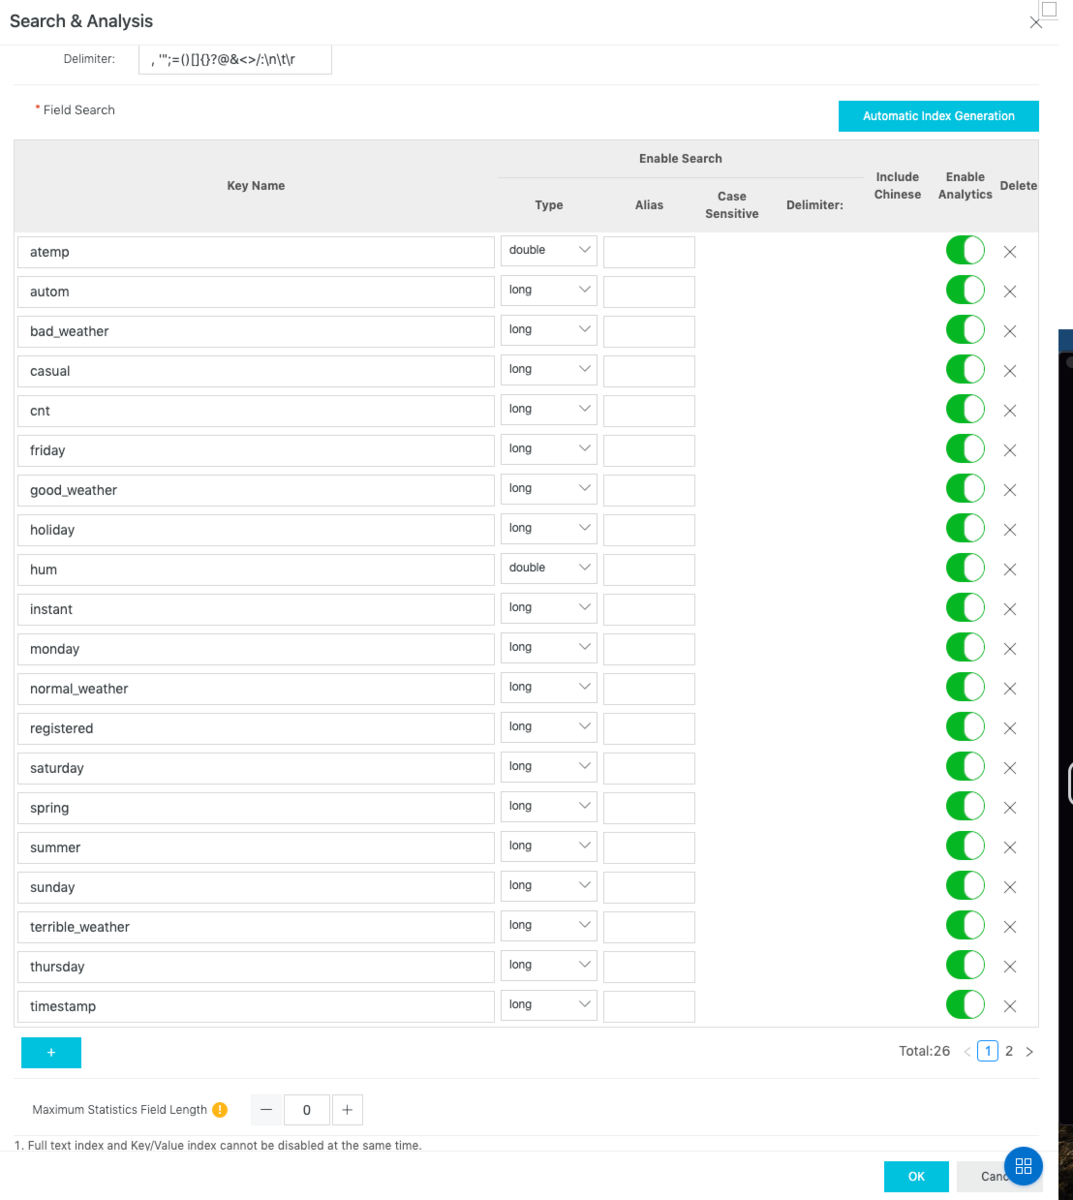 Search & Analysis
Delimiter: , '";=()[]{}?@&<>/:\n\t\r
* Field Search
Automatic Index Generation
Key Name
Enable Search
Type
Alias
Case Sensitive
Delimiter:
Include Chinese
Enable Analytics
Delete
atemp double
autom long
bad_weather long
casual long
cnt long
friday long
good_weather long
holiday long
hum double
instant long
monday long
normal_weather long
registered long
saturday long
spring long
summer long
sunday long
terrible_weather long
thursday long
timestamp long
+
Total:26 < 1 2 >
Maximum Statistics Field Length ! — 0 +
1. Full text index and Key/Value index cannot be disabled at the same time.
OK